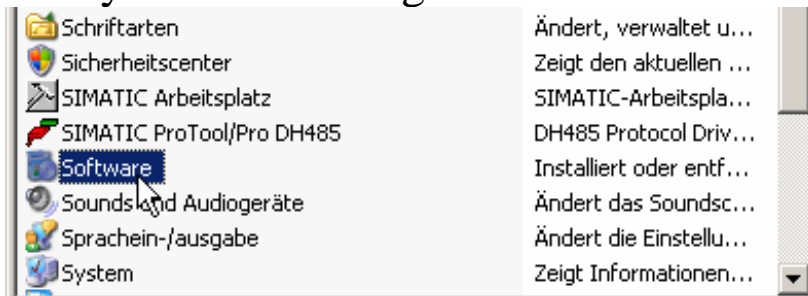 Schriftarten Ändert, verwaltet u...
Sicherheitscenter Zeigt den aktuellen ...
SIMATIC Arbeitsplatz SIMATIC-Arbeitspla...
SIMATIC ProTool/Pro DH485 DH485 Protocol Driv...
Software Installiert oder entf...
Sounds und Audiogeräte Ändert das Soundsc...
Sprachein-/ausgabe Ändert die Einstellu...
System Zeigt Informationen...